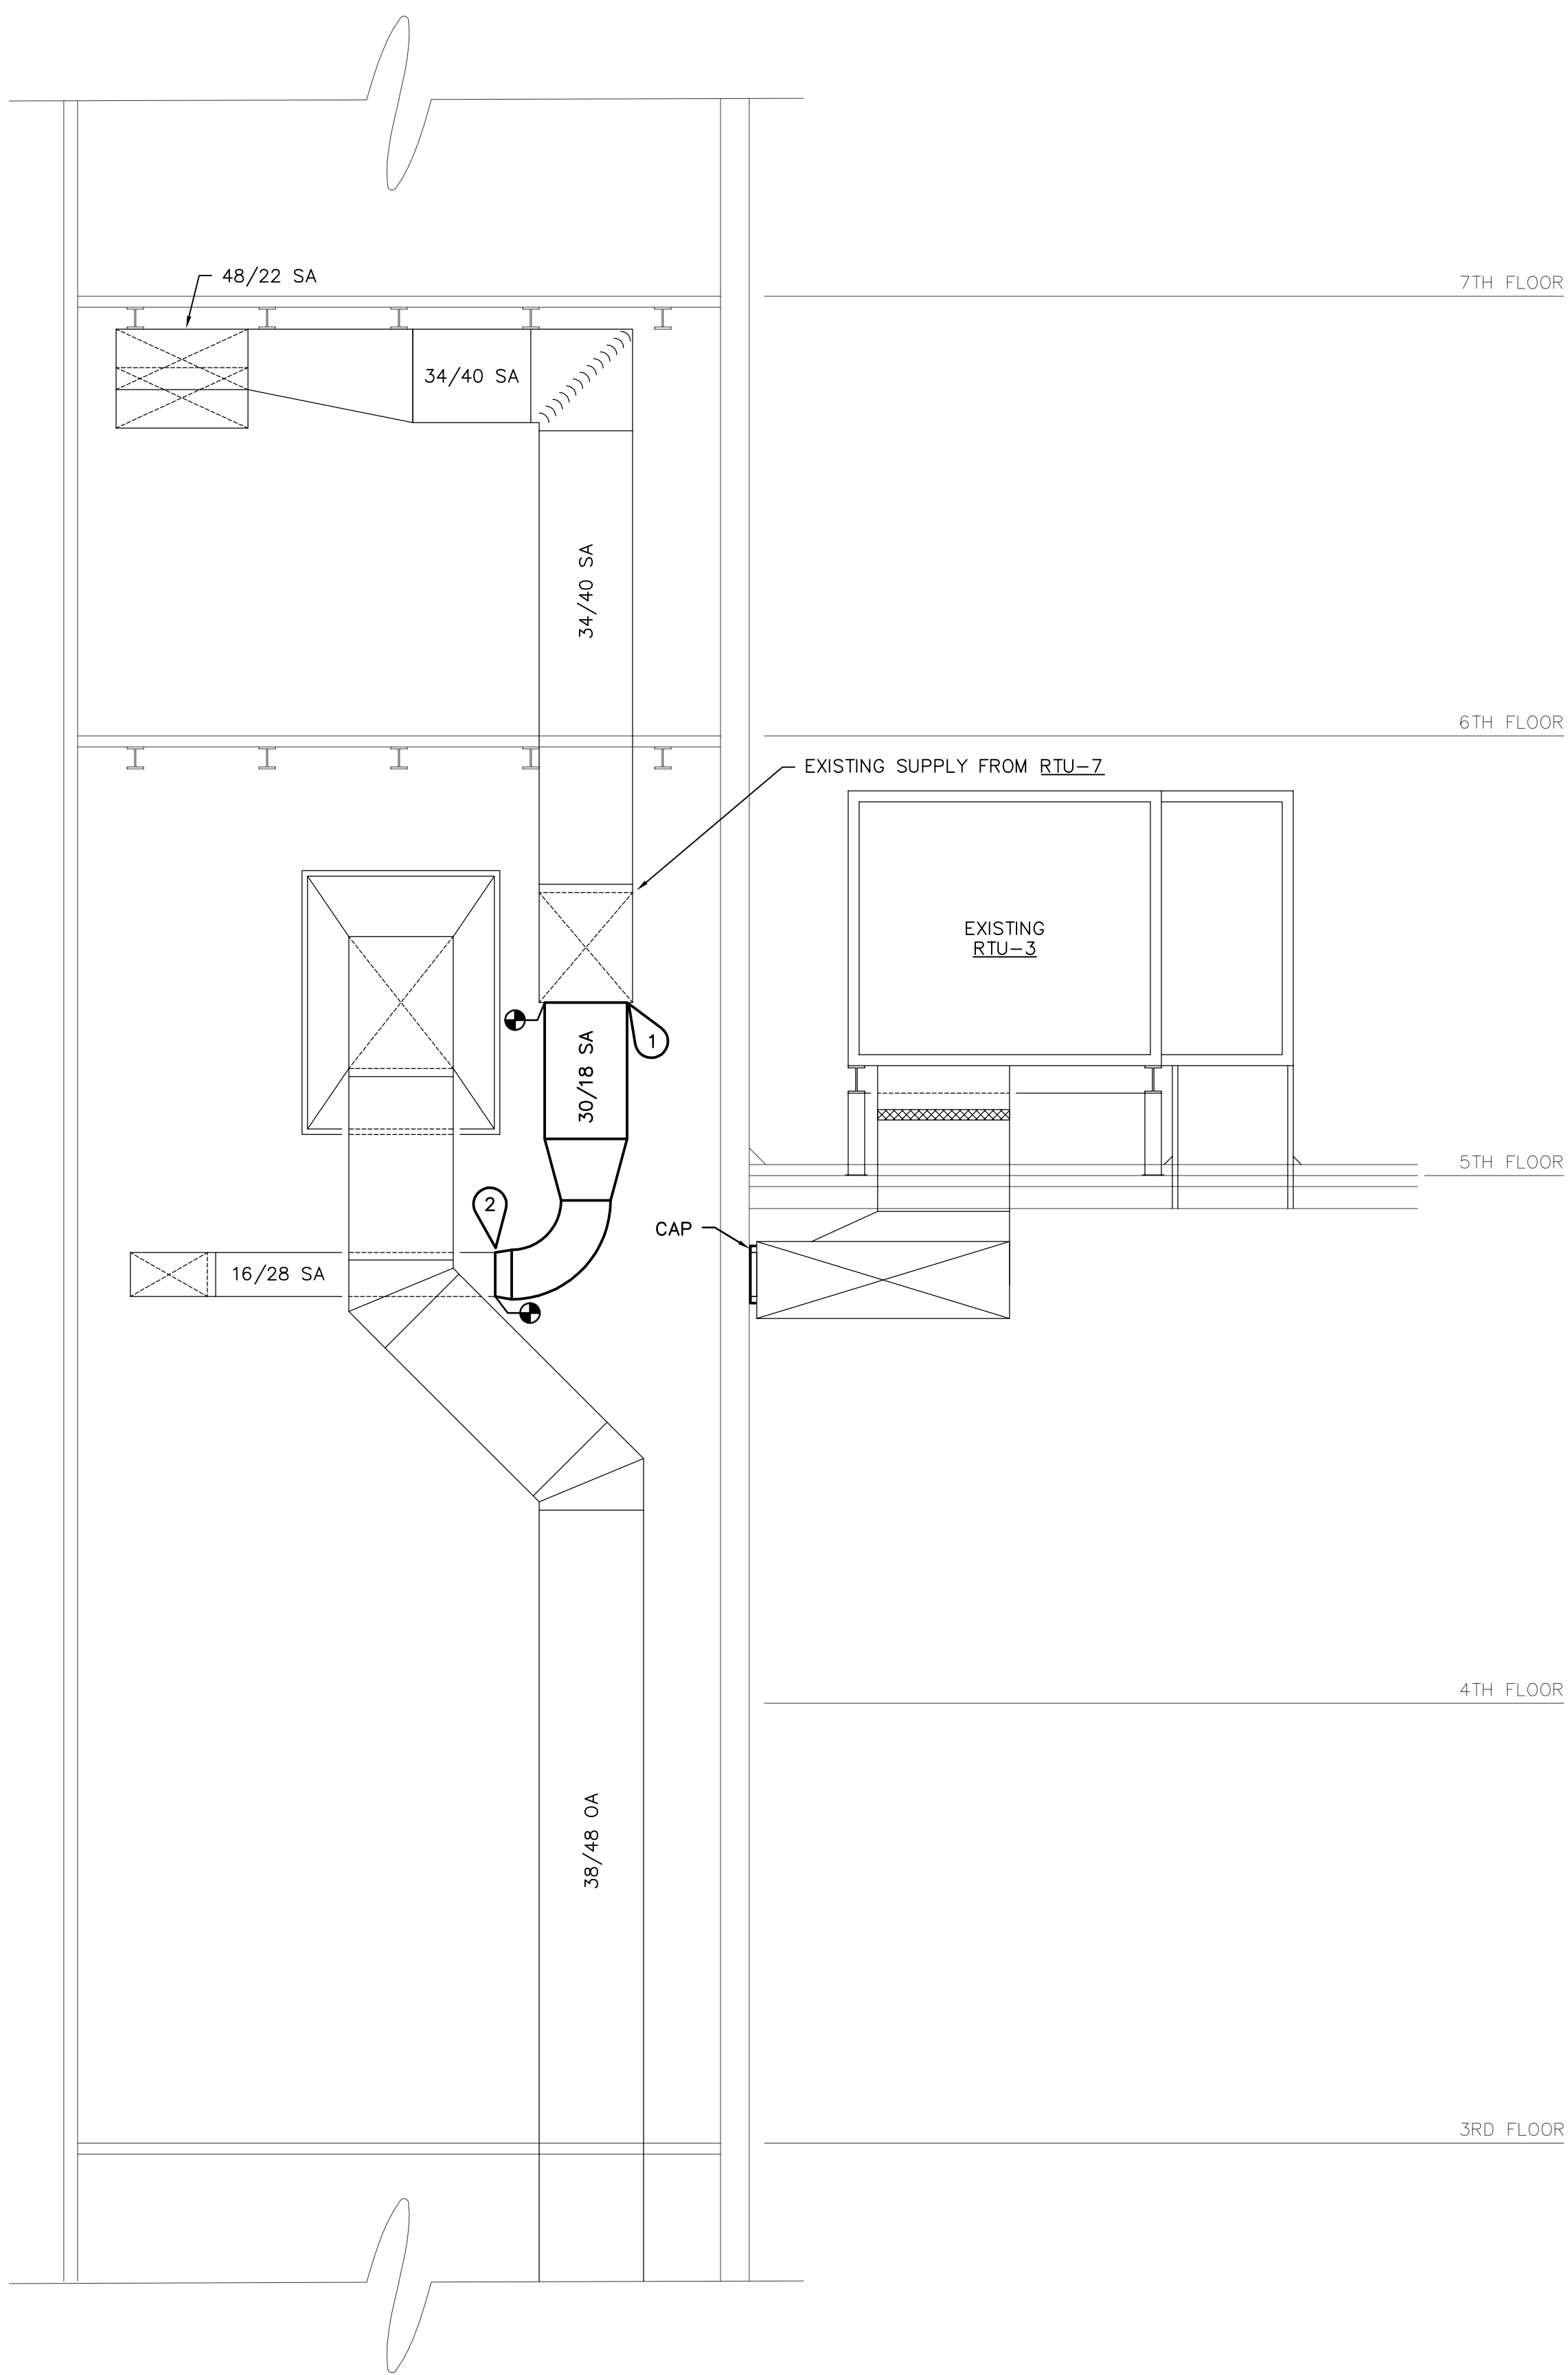 48/22 SA
7TH FLOOR
34/40 SA
34/40 SA
6TH FLOOR
EXISTING SUPPLY FROM RTU-7
EXISTING
RTU-3
1
30/18 SA
5TH FLOOR
2
CAP
16/28 SA
4TH FLOOR
38/48 OA
3RD FLOOR